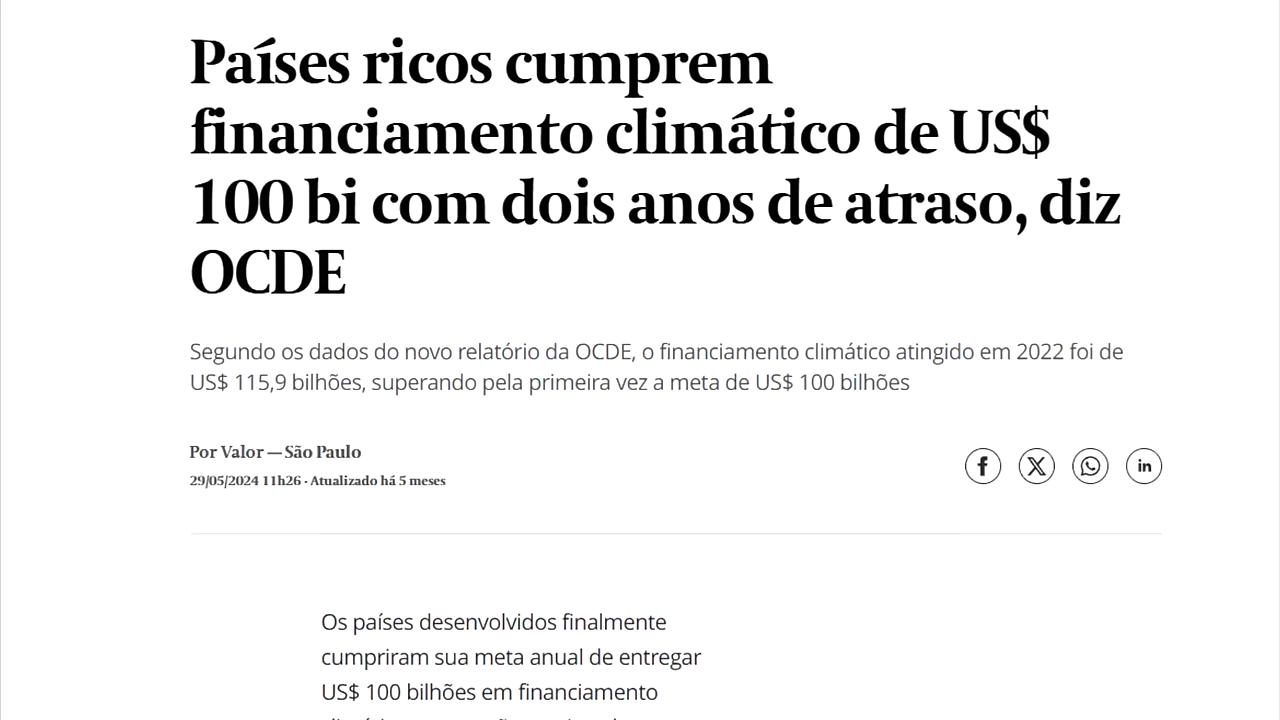 Países ricos cumprem
financiamento climático de US$
100 bi com dois anos de atraso, diz
OCDE
Segundo os dados do novo relatório da OCDE, o financiamento climático atingido em 2022 foi de
US$ 115,9 bilhões, superando pela primeira vez a meta de US$ 100 bilhões
Por Valor — São Paulo
29/05/2024 11h26 · Atualizado há 5 meses
Os países desenvolvidos finalmente
cumpriram sua meta anual de entregar
US$ 100 bilhões em financiamento